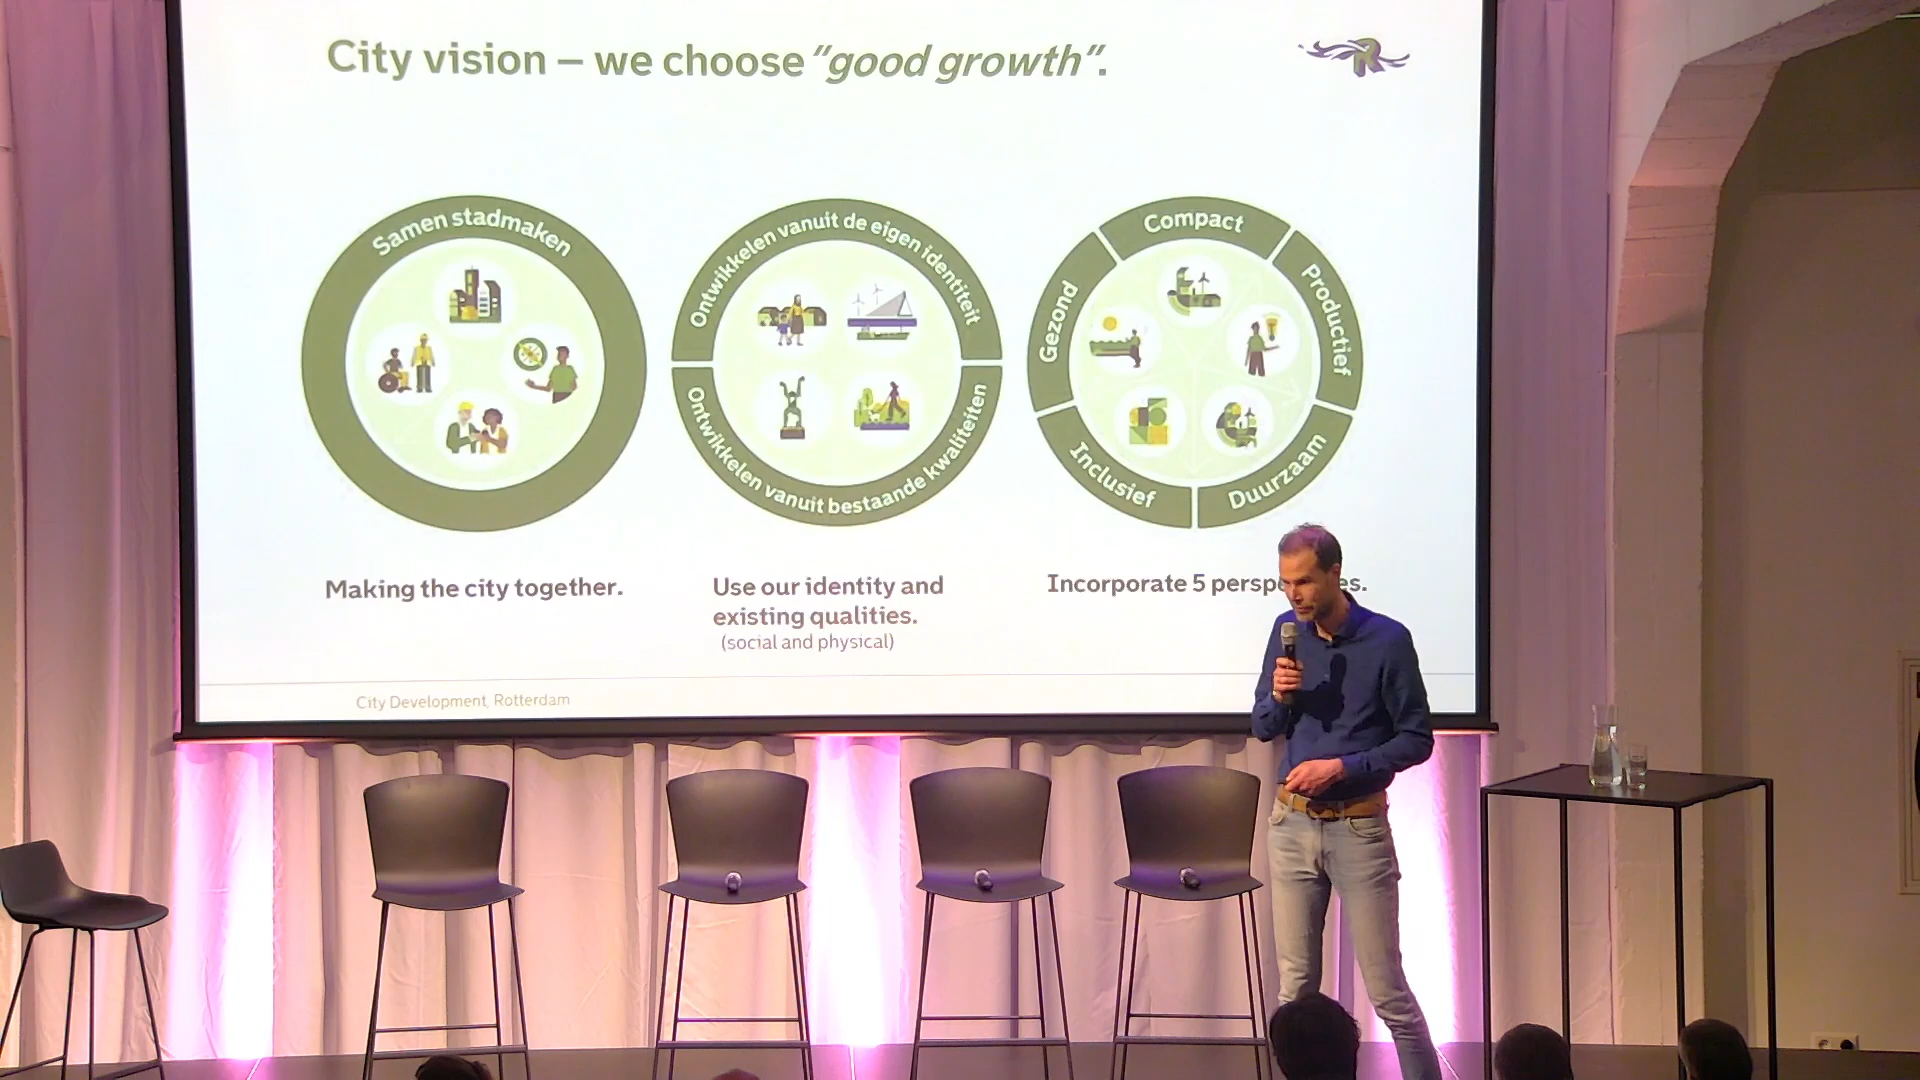 City vision – we choose “good growth”.
Samen stadmaken
Ontwikkelen vanuit de eigen identiteit
Ontwikkelen vanuit bestaande kwaliteiten
Compact
Productief
Duurzaam
Inclusief
Gezond
Making the city together.
Use our identity and
existing qualities.
(social and physical)
Incorporate 5
City Development, Rotterdam